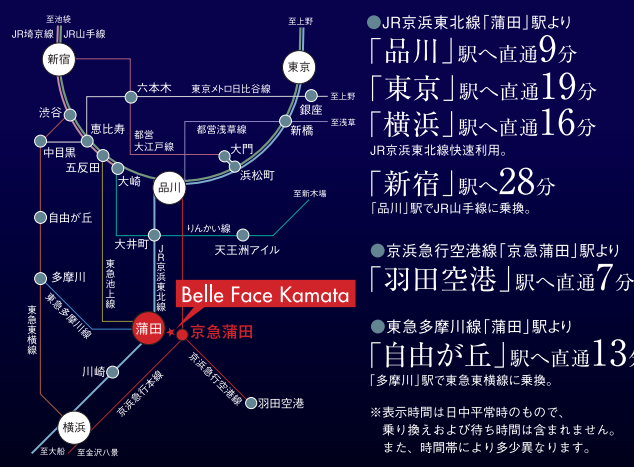 至池袋
JR埼京線
JR山手線
新宿
至上野
東京
六本木
東京メトロ日比谷線
至上野
銀座
渋谷
恵比寿
都営
大江戸線
都営浅草線
新橋
至浅草
中目黒
五反田
大門
大崎
品川
浜松町
至新木場
自由が丘
大井町
りんかい線
天王洲アイル
JR京浜東北線
多摩川
東急池上線
東急多摩川線
東急東横線
Belle Face Kamata
蒲田
京急蒲田
川崎
京浜急行本線
京浜急行空港線
羽田空港
横浜
至大船
至金沢八景
●JR京浜東北線「蒲田」駅より
「品川」駅へ直通9分
「東京」駅へ直通19分
「横浜」駅へ直通16分
JR京浜東北線快速利用。
「新宿」駅へ28分
「品川」駅でJR山手線に乗換。
●京浜急行空港線「京急蒲田」駅より
「羽田空港」駅へ直通7分
●東急多摩川線「蒲田」駅より
「自由が丘」駅へ直通13分
「多摩川」駅で東急東横線に乗換。
※表示時間は日中平常時のもので、
乗り換えおよび待ち時間は含まれません。
また、時間帯により多少異なります。